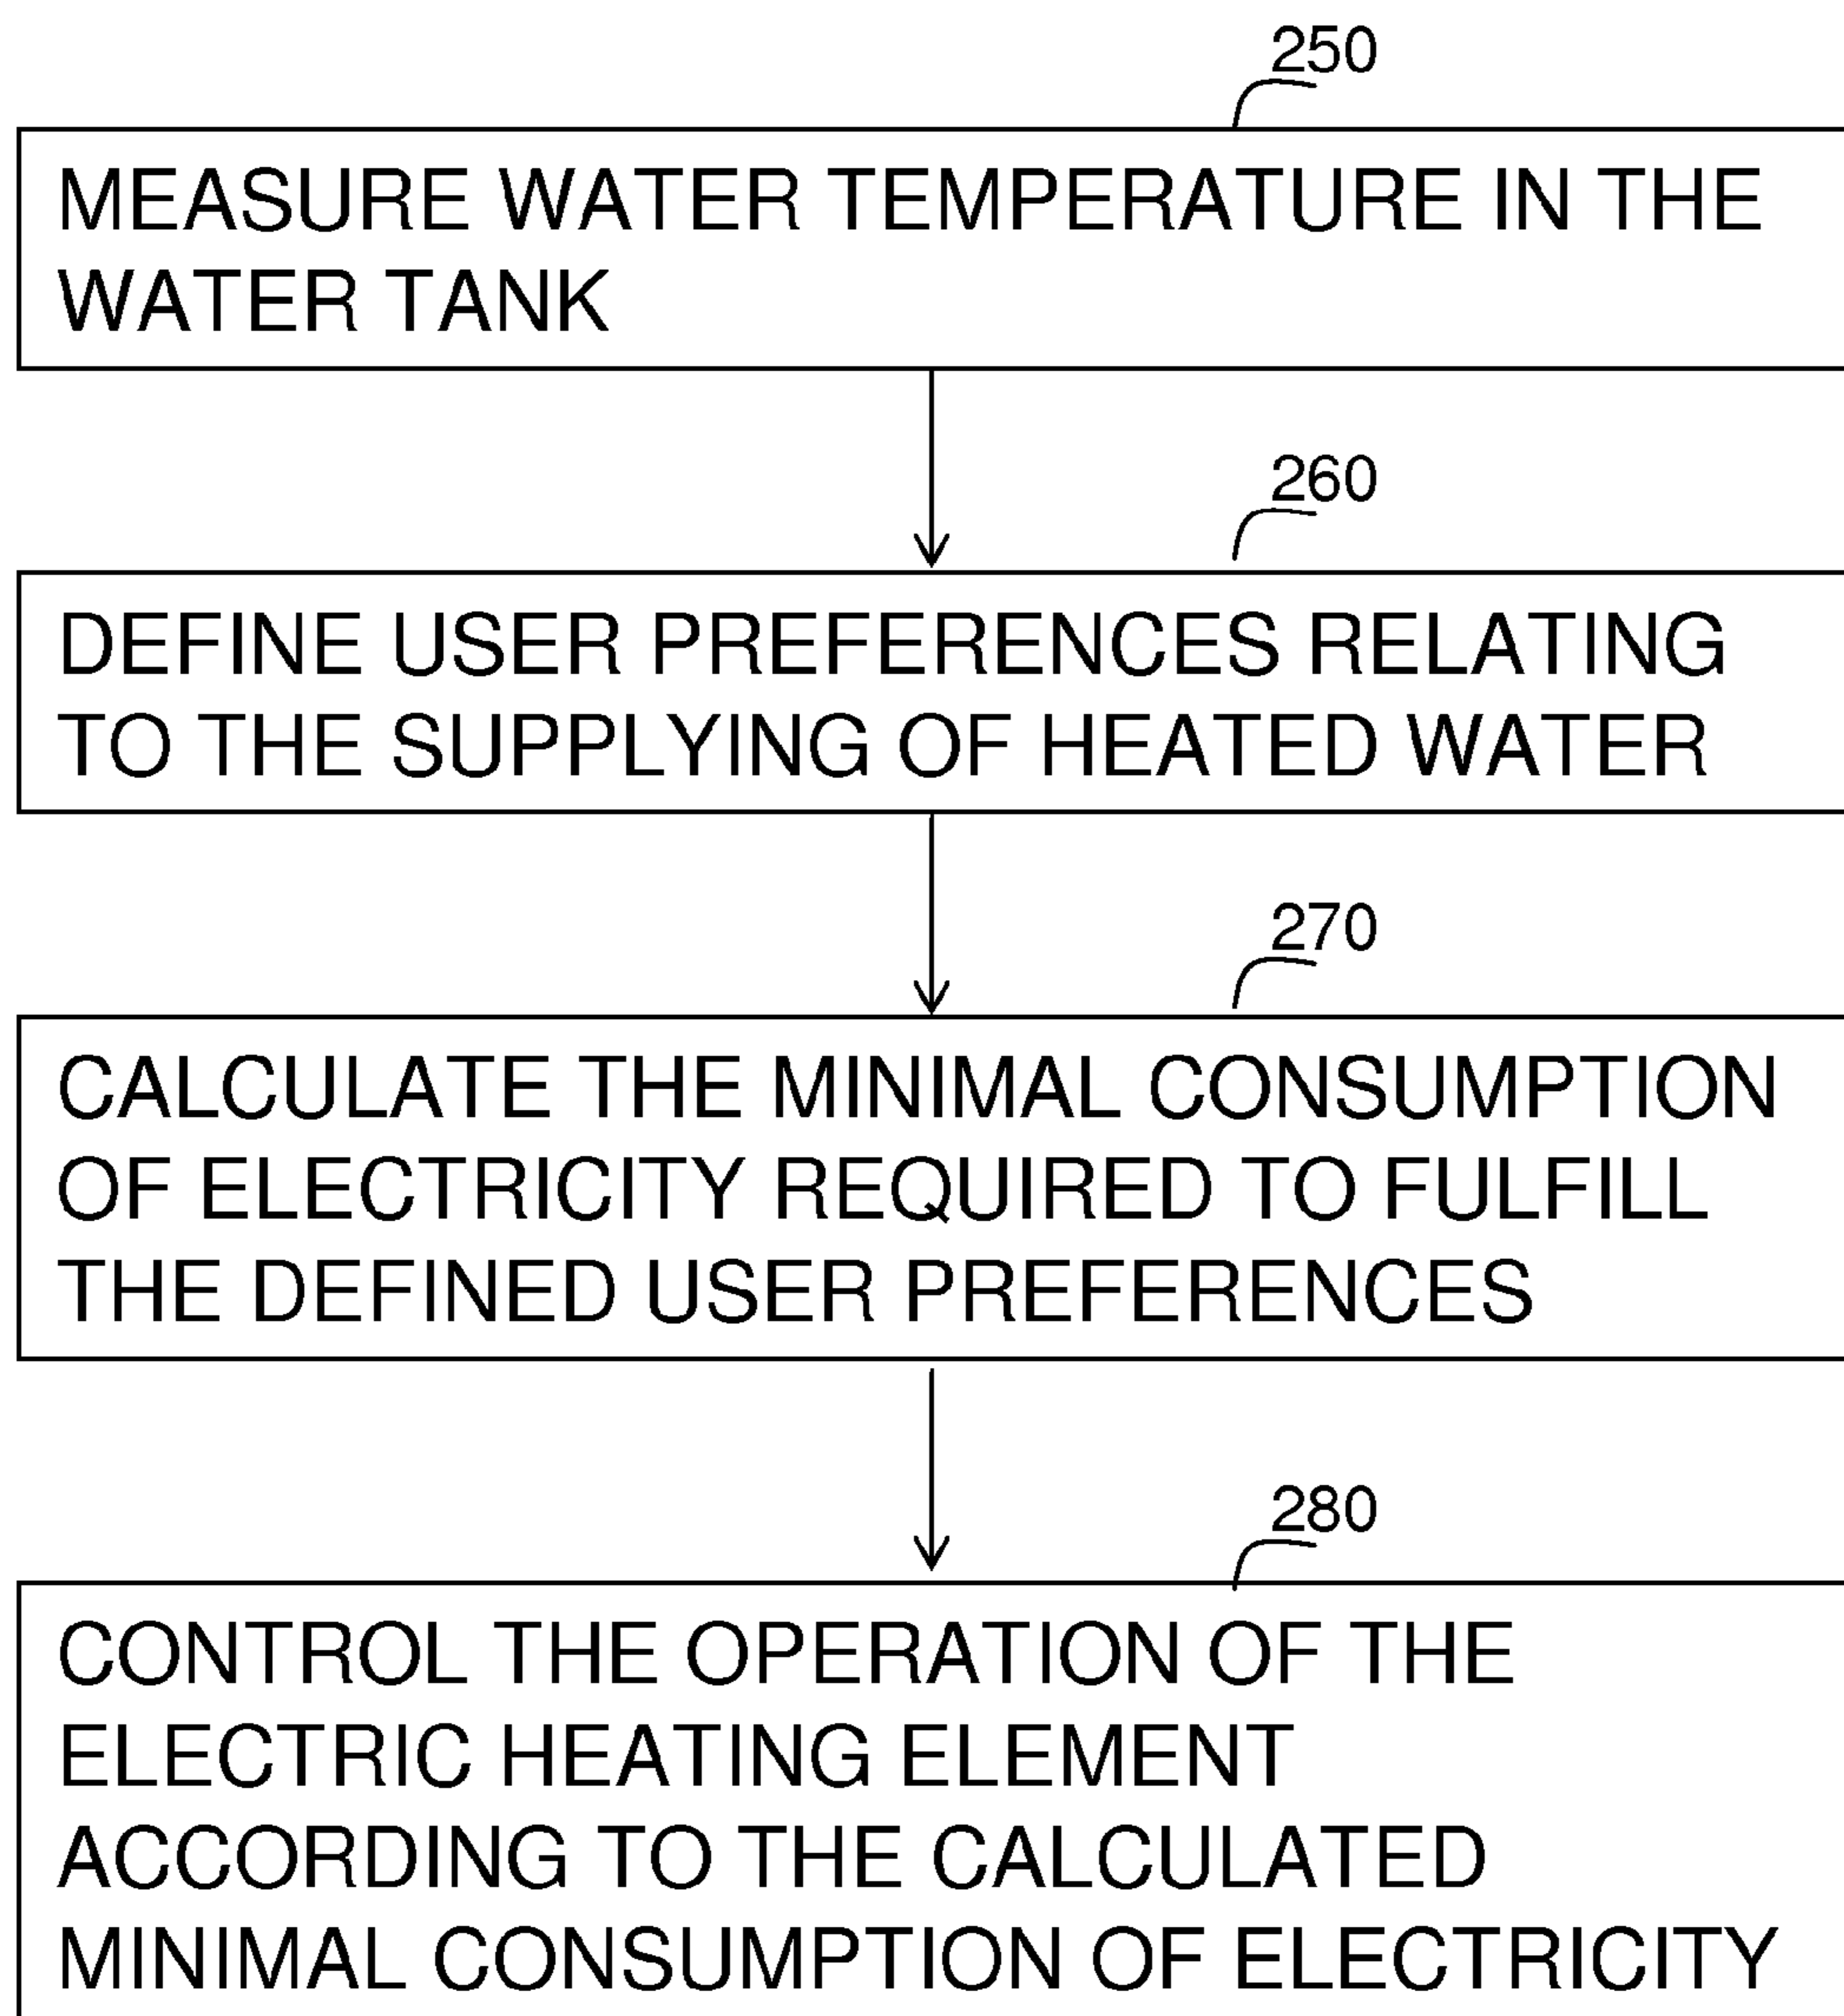 250
MEASURE WATER TEMPERATURE IN THE
WATER TANK
260
DEFINE USER PREFERENCES RELATING
TO THE SUPPLYING OF HEATED WATER
270
CALCULATE THE MINIMAL CONSUMPTION
OF ELECTRICITY REQUIRED TO FULFILL
THE DEFINED USER PREFERENCES
280
CONTROL THE OPERATION OF THE
ELECTRIC HEATING ELEMENT
ACCORDING TO THE CALCULATED
MINIMAL CONSUMPTION OF ELECTRICITY